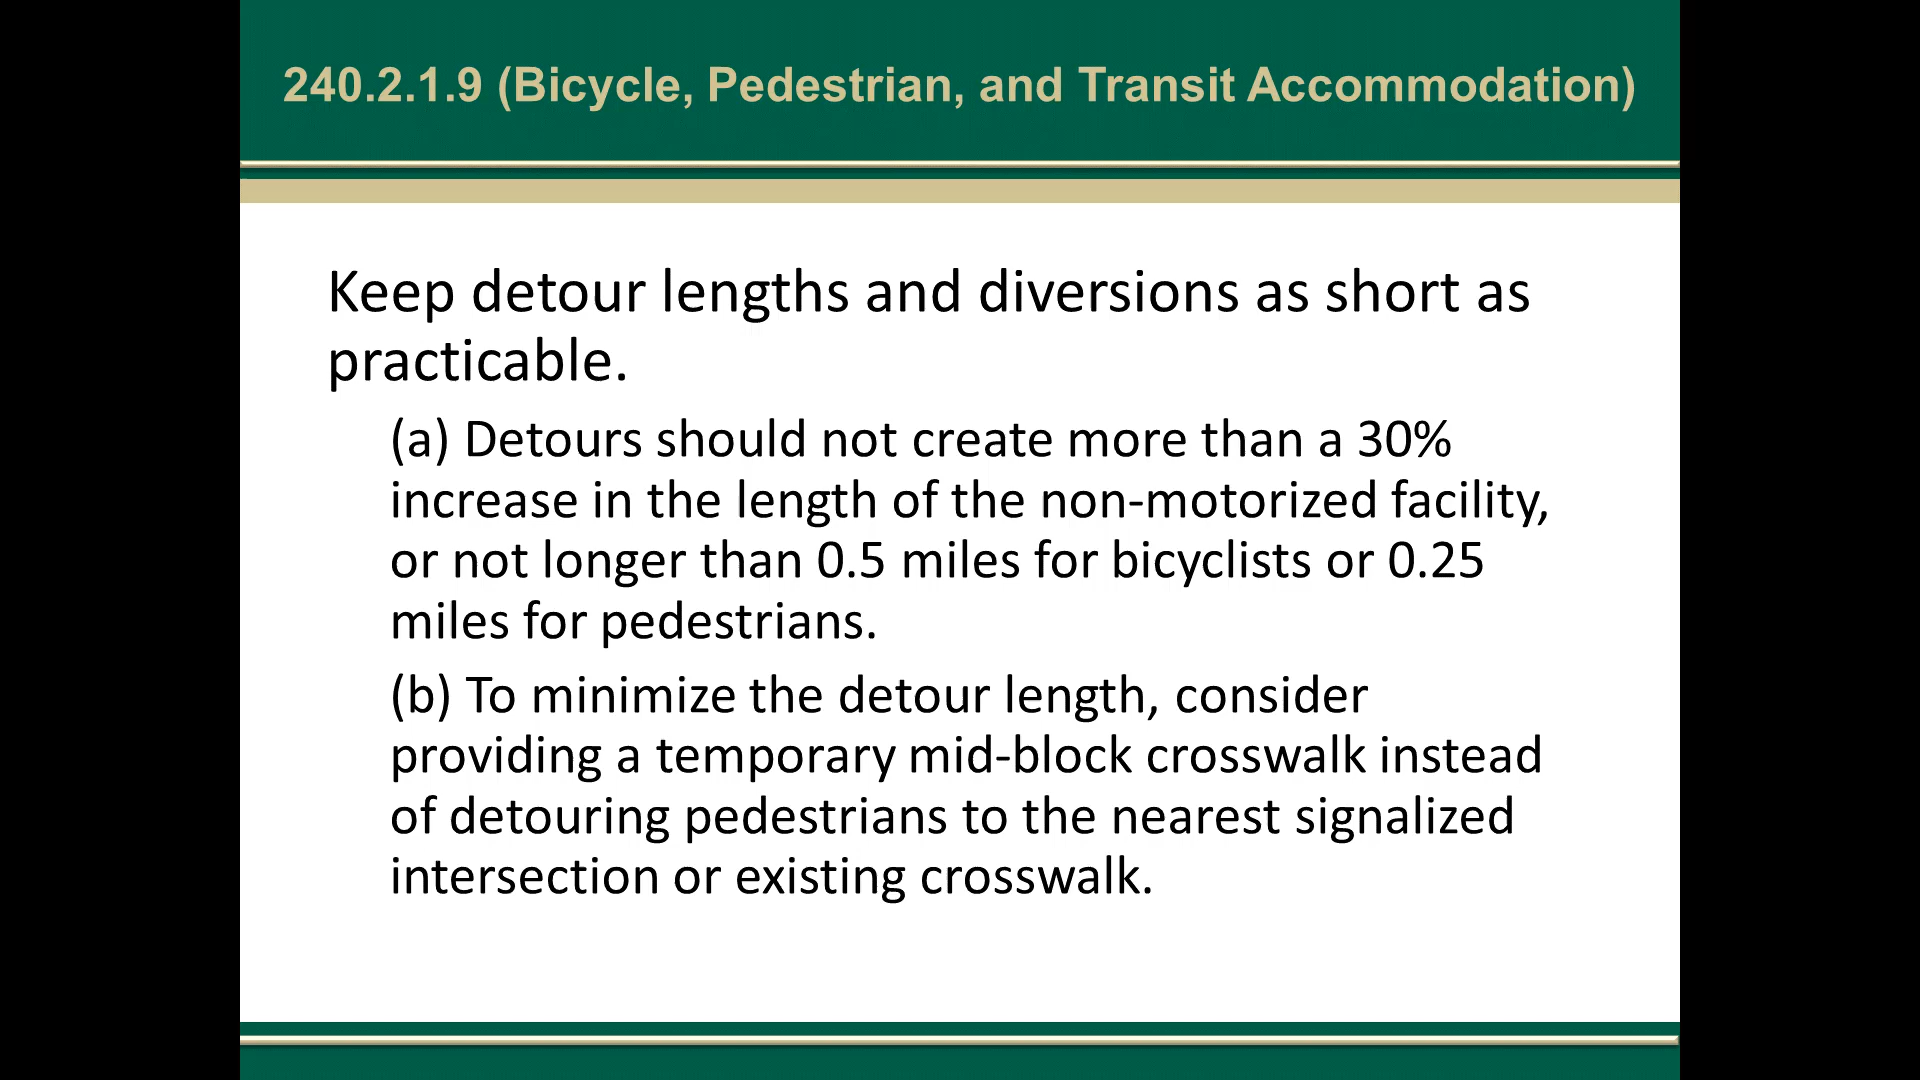 240.2.1.9 (Bicycle, Pedestrian, and Transit Accommodation)
Keep detour lengths and diversions as short as
practicable.
(a) Detours should not create more than a 30%
increase in the length of the non-motorized facility,
or not longer than 0.5 miles for bicyclists or 0.25
miles for pedestrians.
(b) To minimize the detour length, consider
providing a temporary mid-block crosswalk instead
of detouring pedestrians to the nearest signalized
intersection or existing crosswalk.